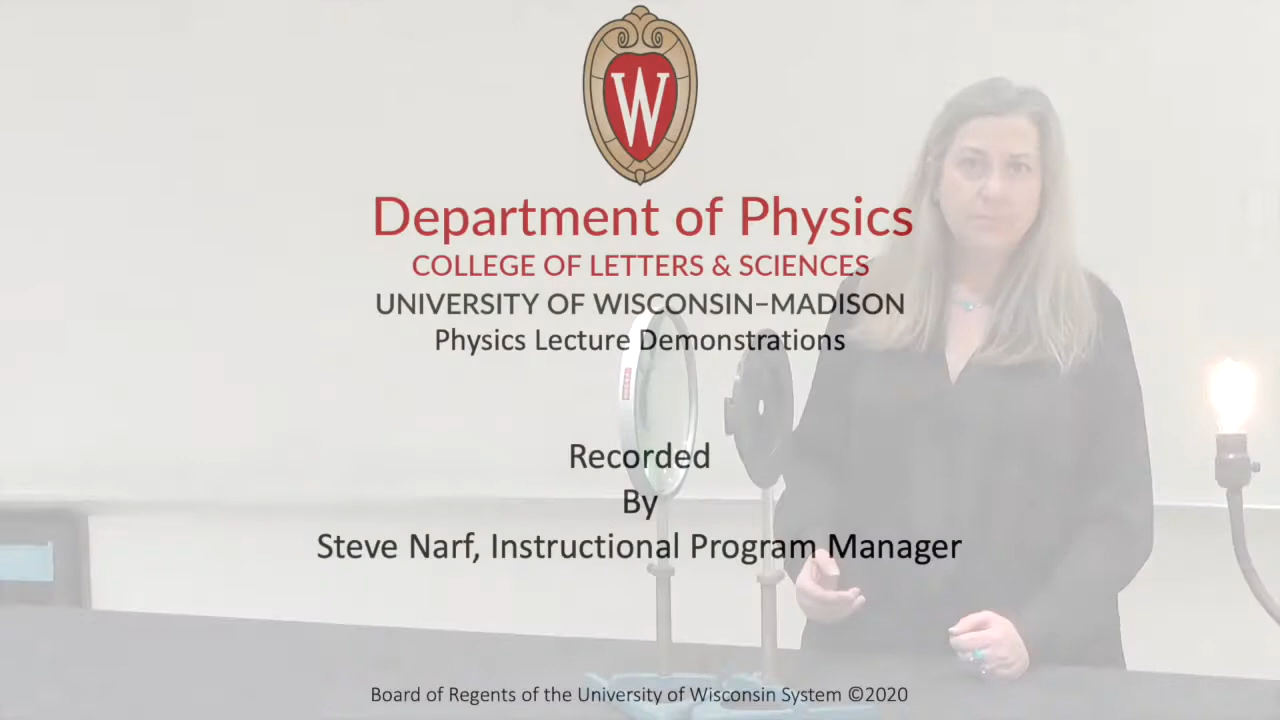 W
Department of Physics
COLLEGE OF LETTERS & SCIENCES
UNIVERSITY OF WISCONSIN–MADISON
Physics Lecture Demonstrations
Recorded
By
Steve Narf, Instructional Program Manager
Board of Regents of the University of Wisconsin System ©2020